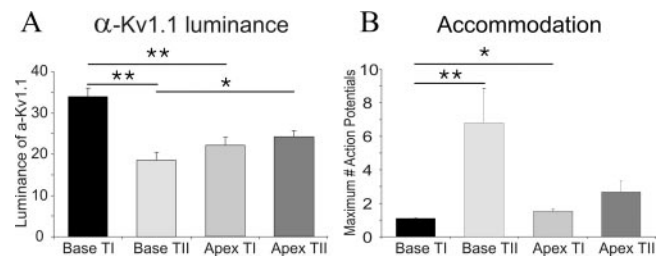 A
α-Kv1.1 luminance
Luminance of a-Kv1.1
40
30
20
10
0
**
**
*
Base TI Base TII Apex TI Apex TII
B
Accommodation
Maximum # Action Potentials
10
8
6
4
2
0
*
**
Base TI Base TII Apex TI Apex TII